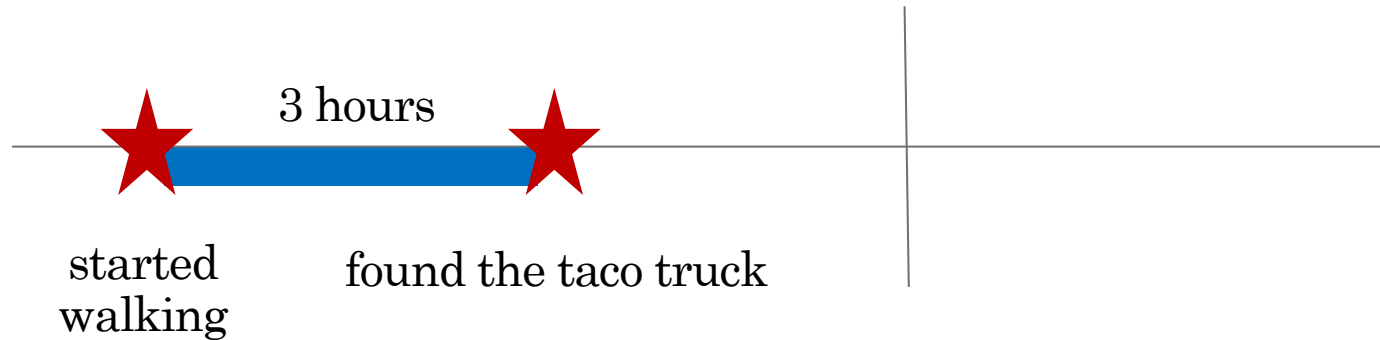 3 hours
started
walking
found the taco truck